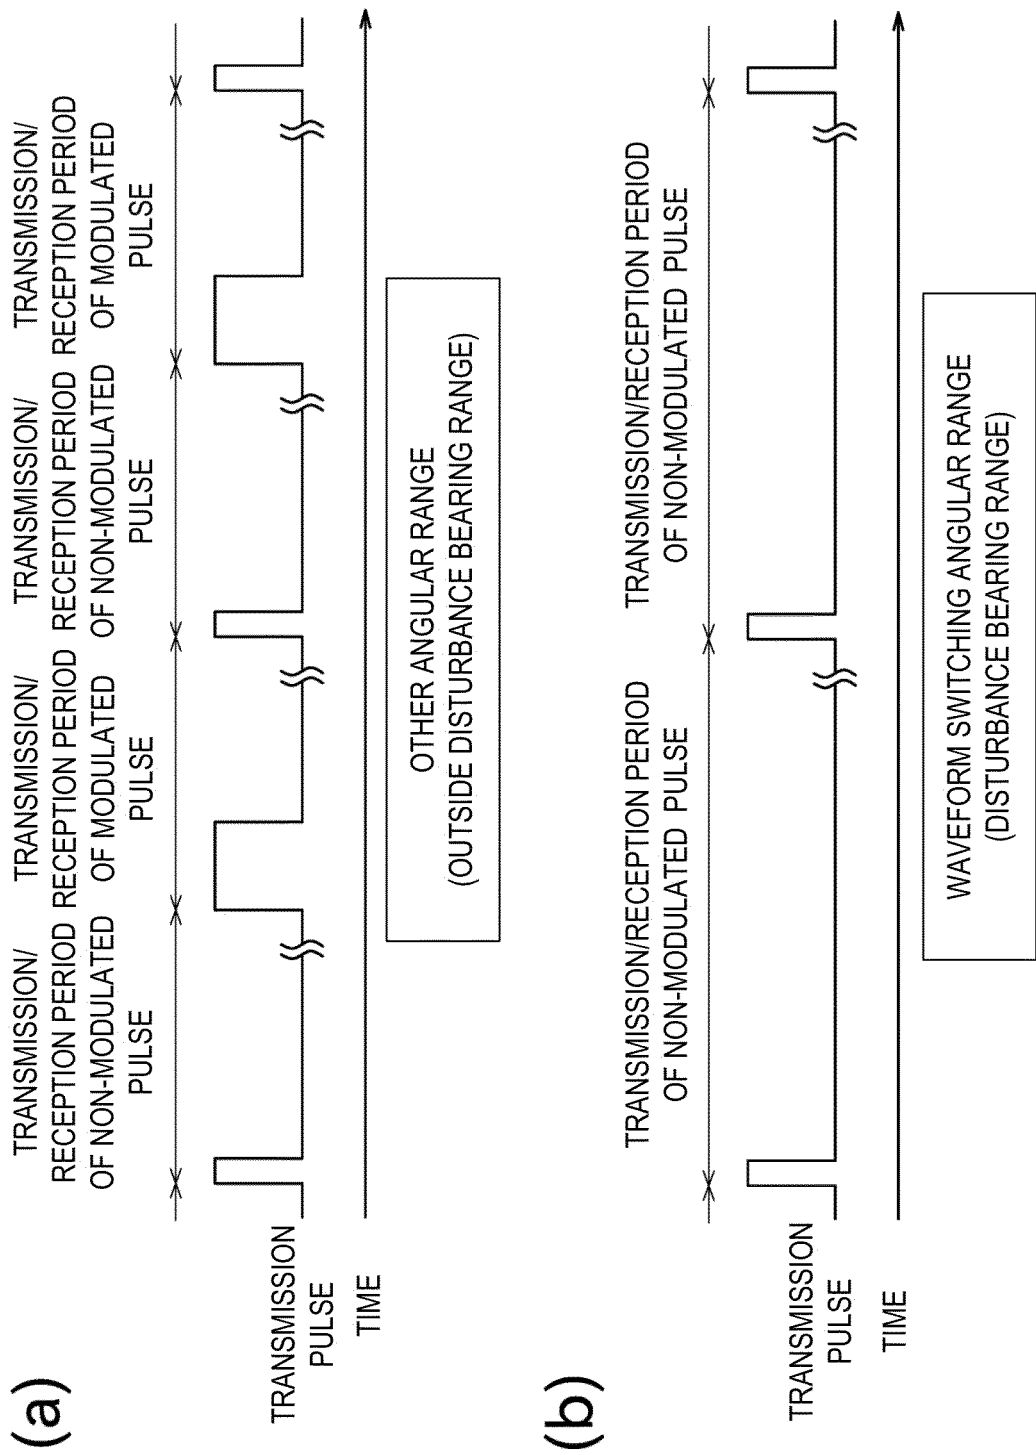 (a)
TRANSMISSION/
RECEPTION PERIOD
OF NON-MODULATED
PULSE
TRANSMISSION/
RECEPTION PERIOD
OF MODULATED
PULSE
TRANSMISSION/
RECEPTION PERIOD
OF NON-MODULATED
PULSE
TRANSMISSION/
RECEPTION PERIOD
OF MODULATED
PULSE
TRANSMISSION
PULSE
TIME
OTHER ANGULAR RANGE
(OUTSIDE DISTURBANCE BEARING RANGE)
(b)
TRANSMISSION/RECEPTION PERIOD
OF NON-MODULATED PULSE
TRANSMISSION/RECEPTION PERIOD
OF NON-MODULATED PULSE
TRANSMISSION
PULSE
TIME
WAVEFORM SWITCHING ANGULAR RANGE
(DISTURBANCE BEARING RANGE)